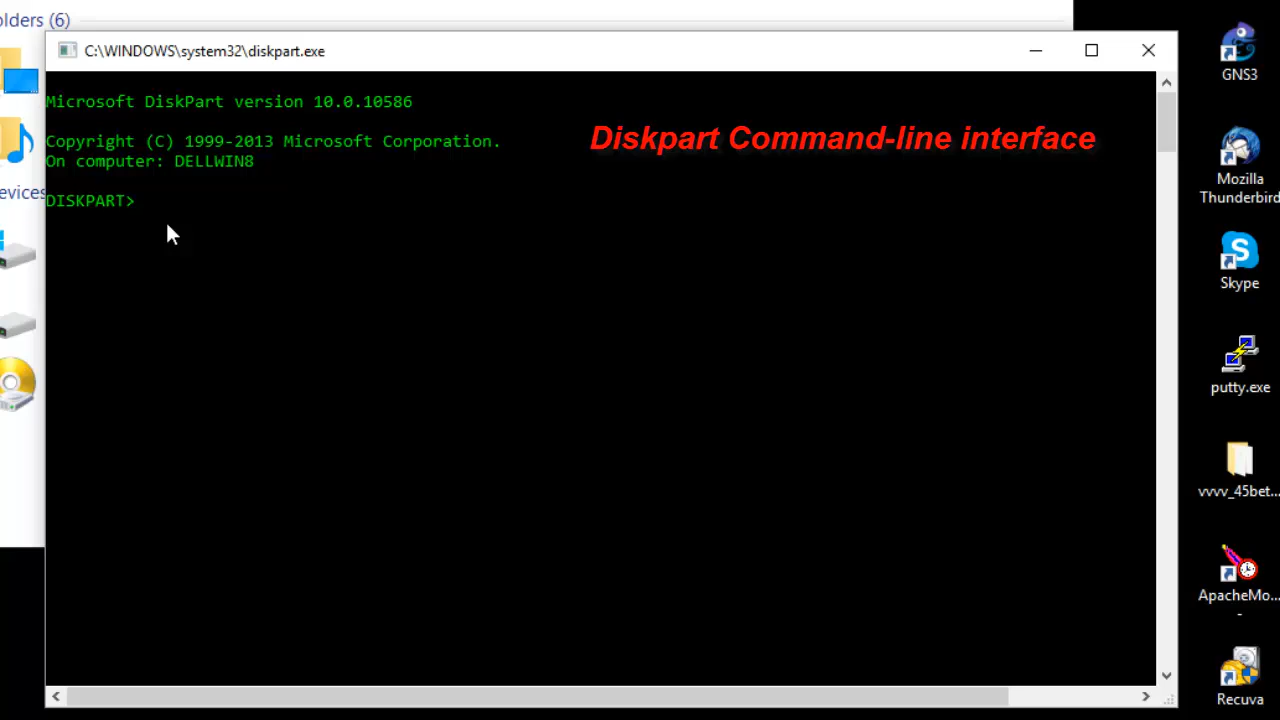 olders (6)
C:\WINDOWS\system32\diskpart.exe
Microsoft DiskPart version 10.0.10586
Copyright (C) 1999-2013 Microsoft Corporation.
On computer: DELLWIN8
Diskpart Command-line interface
DISKPART>
evices
GNS3
Mozilla
Thunderbird
Skype
putty.exe
vvvv_45bet...
ApacheMo...
-
Recuva